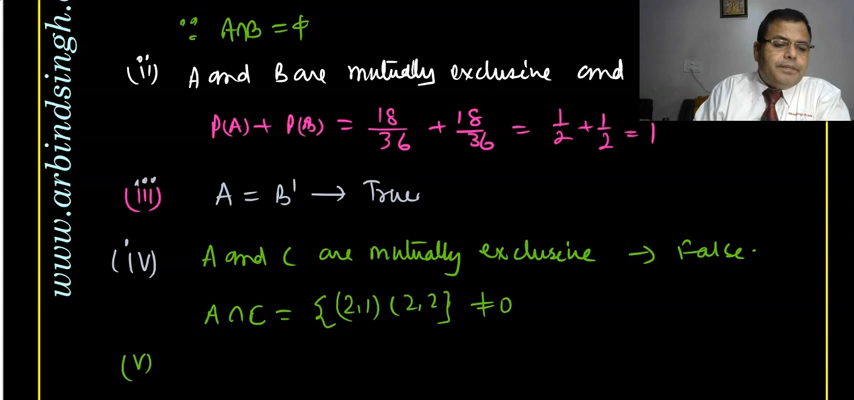 www.arbindsingh.c
∵ A∩B = ϕ
(ii) A and B are mutually exclusive and
P(A) + P(B) = 18/36 + 18/36 = 1/2 + 1/2 = 1
(iii) A = B' → True
(iv) A and C are mutually exclusive → False.
A∩C = {(2,1) (2,2} ≠0
(V)